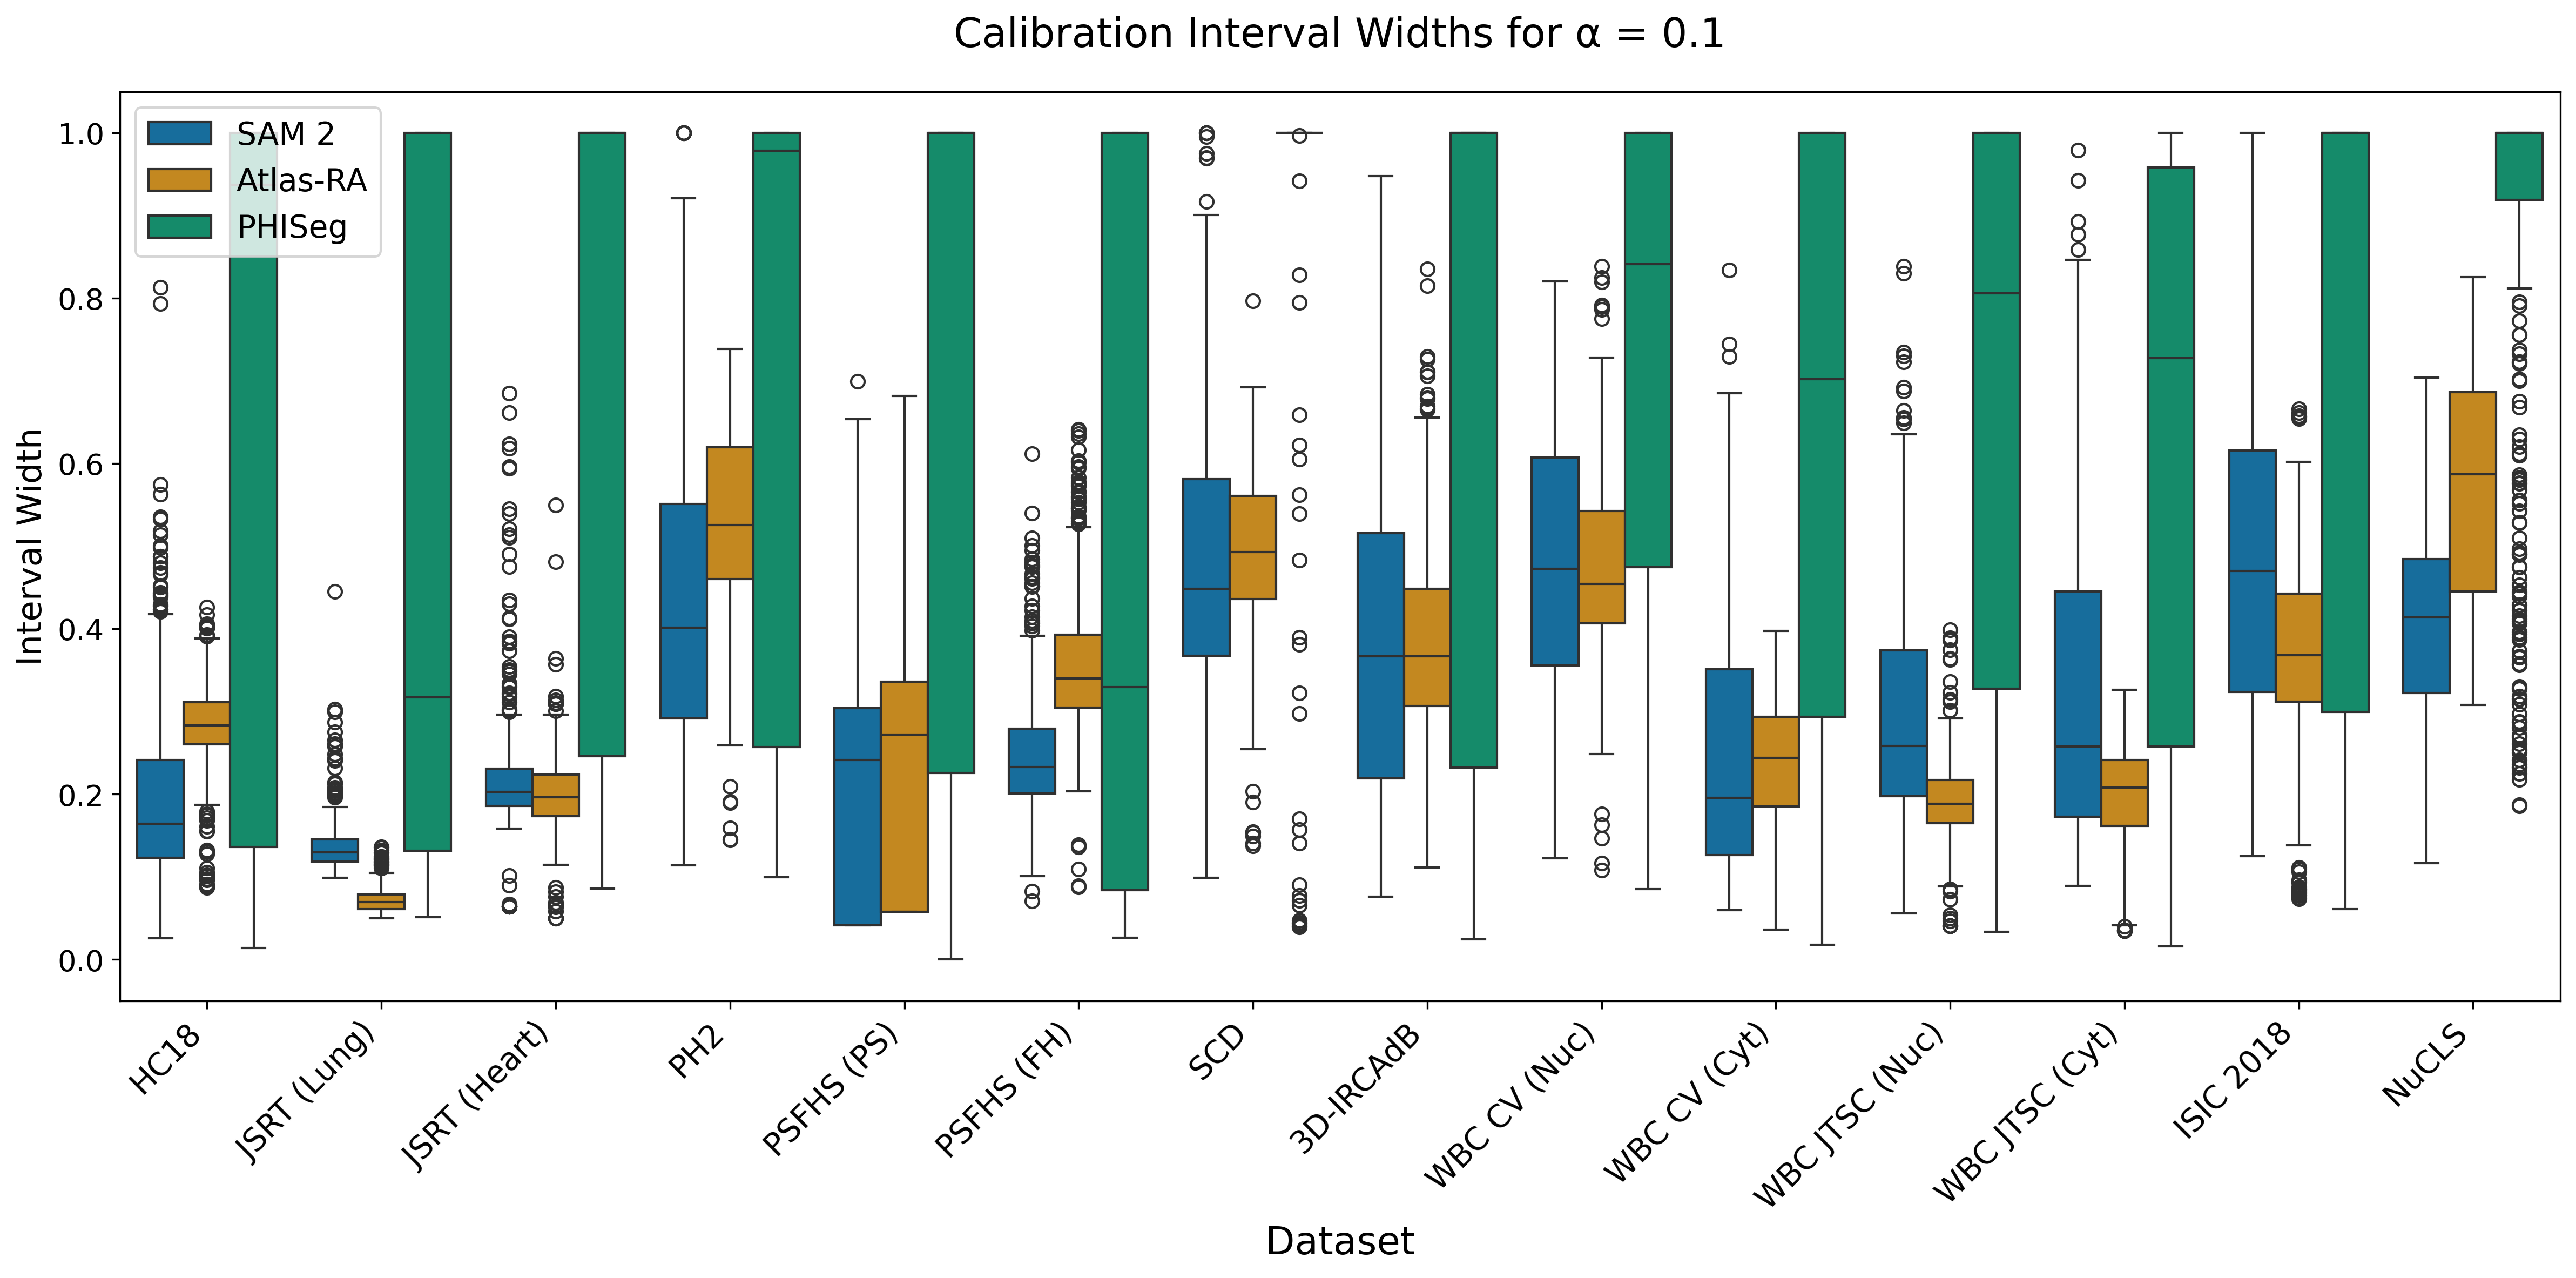 Calibration Interval Widths for α = 0.1
Interval Width
1.0
0.8
0.6
0.4
0.2
0.0
SAM 2
Atlas-RA
PHISeg
HC18
JSRT (Lung)
JSRT (Heart)
PH2
PSFHS (PS)
PSFHS (FH)
SCD
3D-IRCAdB
WBC CV (Nuc)
WBC CV (Cyt)
WBC JTSC (Nuc)
WBC JTSC (Cyt)
ISIC 2018
NuCLS
Dataset